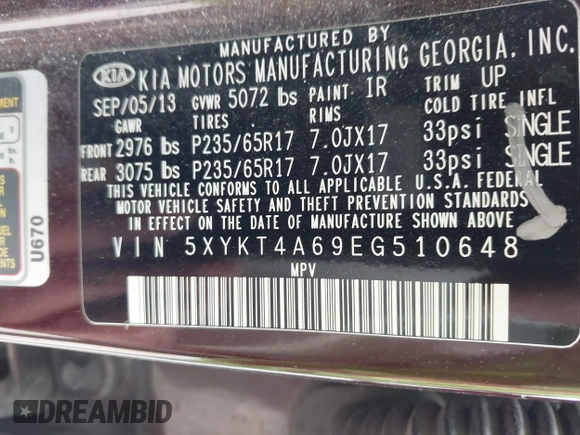 MANUFACTURED BY
KIA KIA MOTORS MANUFACTURING GEORGIA, INC.
SEP/05/13 GVWR 5072 lbs PAINT. IR TRIM UP
GAWR TIRES RIMS COLD TIRE INFL
FRONT 2976 lbs P235/65R17 7.0JX17 33psi SINGLE
REAR 3075 lbs P235/65R17 7.0JX17 33psi SINGLE
THIS VEHICLE CONFORMS TO ALL APPLICABLE U.S.A. FEDERAL
MOTOR VEHICLE SAFETY AND THEFT PREVENTION STANDARDS
IN EFFECT ON THE DATE OF MANUFACTURE SHOWN ABOVE.
VIN 5XYKT4A69EG510648
MPV
U670
DREAMBID